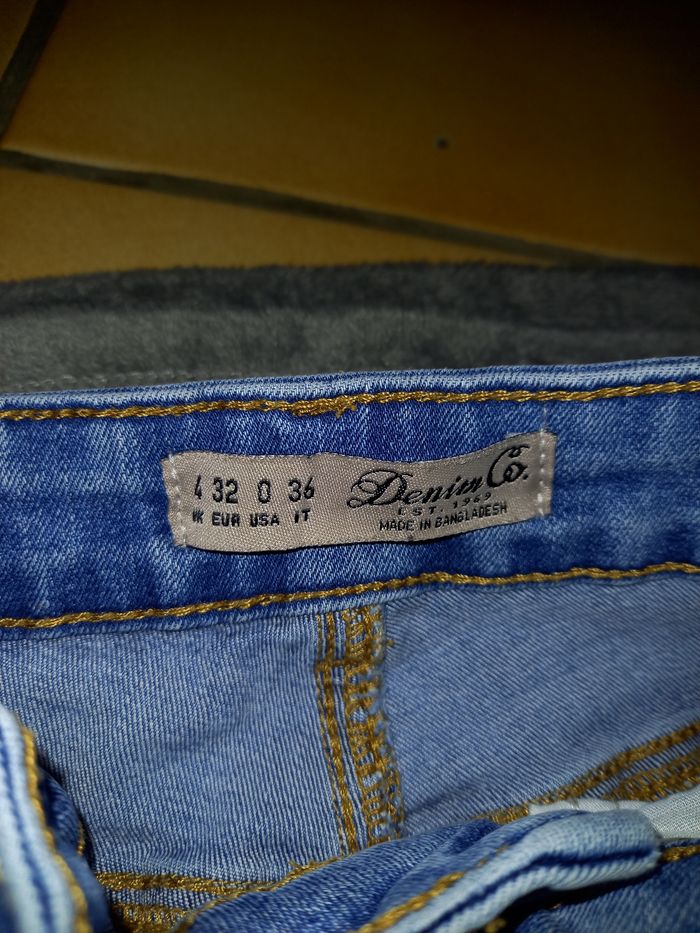 4 32 0 36
UK EUR USA IT
Denim Co.
EST. 1969
MADE IN BANGLADESH